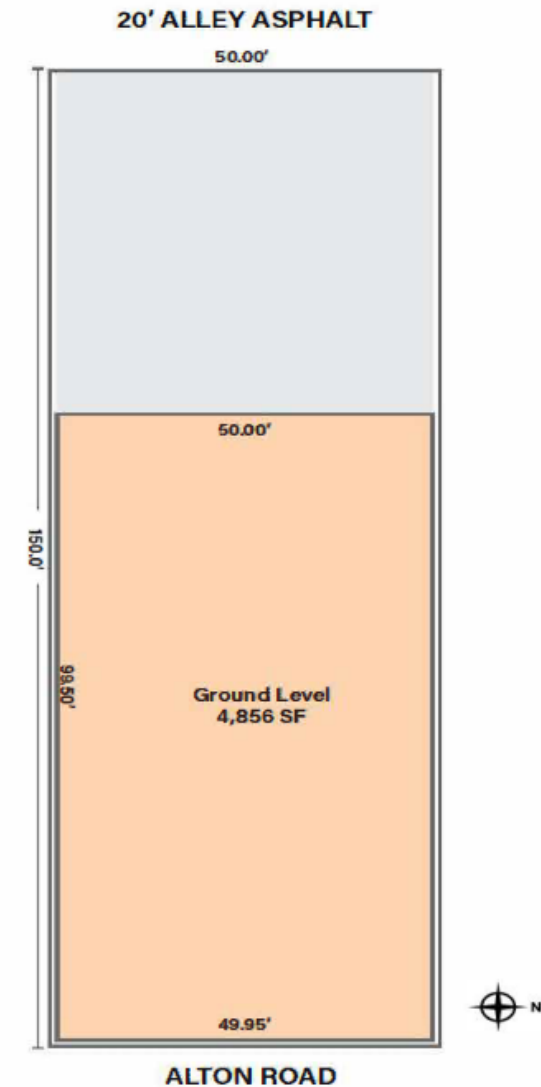 20' ALLEY ASPHALT
50.00'
50.00'
150.0'
99.50'
Ground Level
4,856 SF
N
49.95'
ALTON ROAD